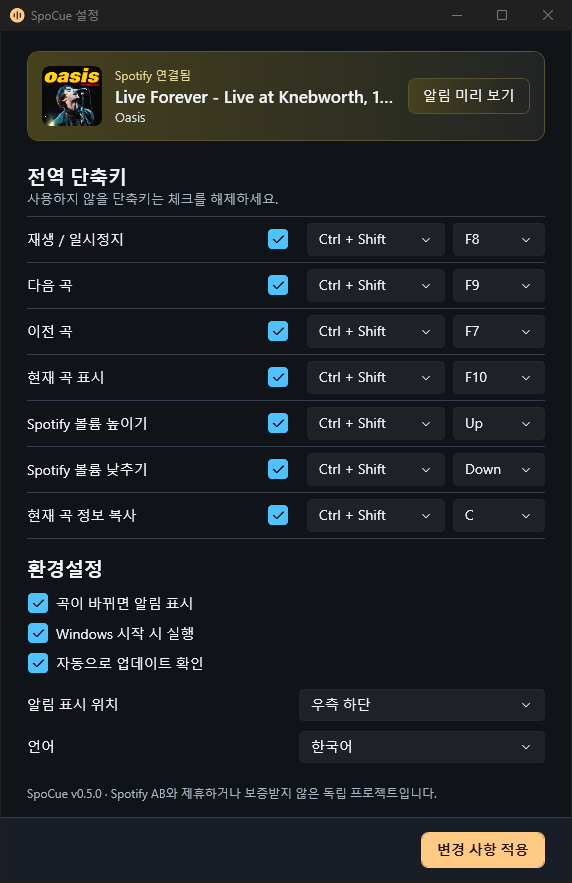 SpoCue 설정
oasis
Spotify 연결됨
Live Forever - Live at Knebworth, 1...
Oasis
알림 미리 보기
전역 단축키
사용하지 않을 단축키는 체크를 해제하세요.
재생 / 일시정지 Ctrl + Shift F8
다음 곡 Ctrl + Shift F9
이전 곡 Ctrl + Shift F7
현재 곡 표시 Ctrl + Shift F10
Spotify 볼륨 높이기 Ctrl + Shift Up
Spotify 볼륨 낮추기 Ctrl + Shift Down
현재 곡 정보 복사 Ctrl + Shift C
환경설정
곡이 바뀌면 알림 표시
Windows 시작 시 실행
자동으로 업데이트 확인
알림 표시 위치 우측 하단
언어 한국어
SpoCue v0.5.0 · Spotify AB와 제휴하거나 보증받지 않은 독립 프로젝트입니다.
변경 사항 적용